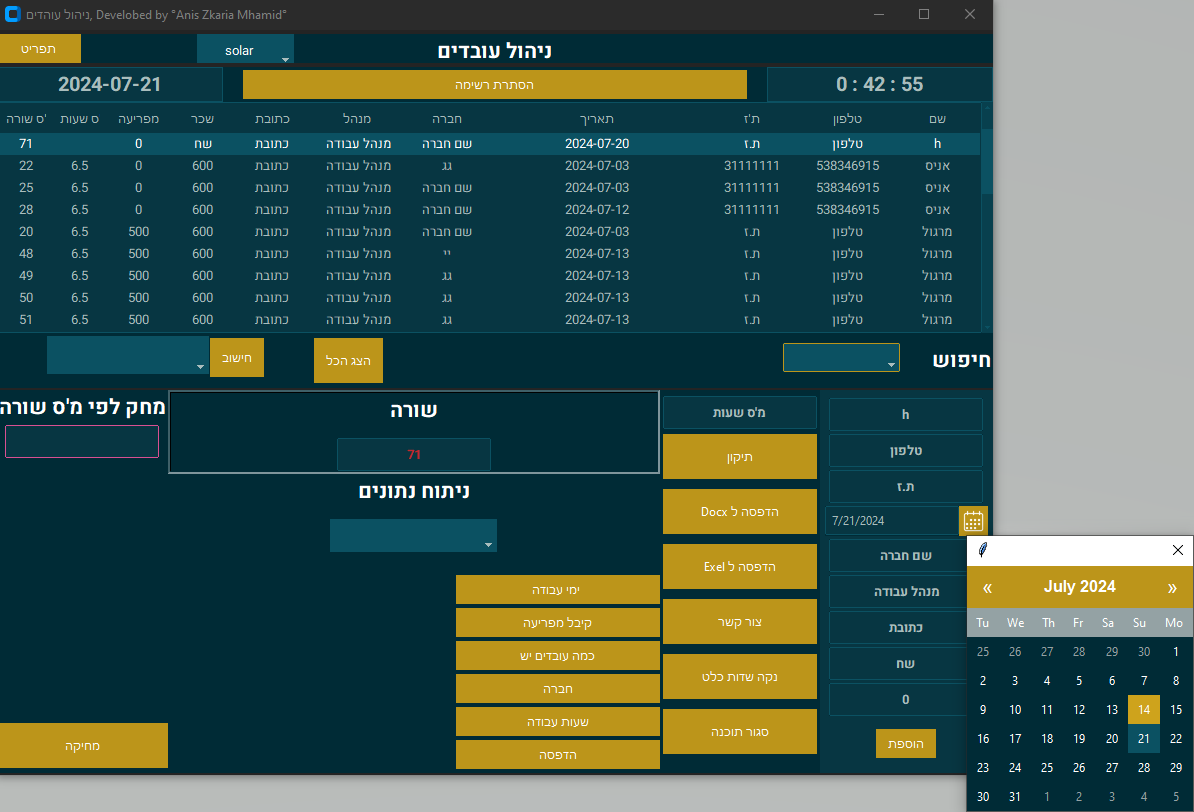 ניהול עוהדים, Develobed by "Anis Zkaria Mhamid"
תפריט
solar
ניהול עובדים
2024-07-21
הסתרת רשימה
0 : 42 : 55
שם טלפון ת'ז תאריך חברה מנהל כתובת שכר מפריעה ס שעות 'ס שורה
h טלפון ת.ז 2024-07-20 שם חברה מנהל עבודה כתובת שח 0 71
אניס 538346915 31111111 2024-07-03 גג מנהל עבודה כתובת 600 0 6.5 22
אניס 538346915 31111111 2024-07-03 שם חברה מנהל עבודה כתובת 600 0 6.5 25
אניס 538346915 31111111 2024-07-12 שם חברה מנהל עבודה כתובת 600 0 6.5 28
מרגול טלפון ת.ז 2024-07-03 שם חברה מנהל עבודה כתובת 600 500 6.5 20
מרגול טלפון ת.ז 2024-07-13 יי מנהל עבודה כתובת 600 500 6.5 48
מרגול טלפון ת.ז 2024-07-13 גג מנהל עבודה כתובת 600 500 6.5 49
מרגול טלפון ת.ז 2024-07-13 גג מנהל עבודה כתובת 600 500 6.5 50
מרגול טלפון ת.ז 2024-07-13 גג מנהל עבודה כתובת 600 500 6.5 51
חיפוש
הצג הכל
חישוב
h
טלפון
ת.ז
7/21/2024
שם חברה
מנהל עבודה
כתובת
שח
0
הוספת
מ'ס שעות
תיקון
הדפסה ל Docx
הדפסה ל Exel
צור קשר
נקה שדות כלט
סגור תוכנה
שורה
71
ניתוח נתונים
ימי עבודה
קיבל מפריעה
כמה עובדים יש
חברה
שעות עבודה
הדפסה
מחק לפי מ'ס שורה
מחיקה
« July 2024 »
Tu We Th Fr Sa Su Mo
25 26 27 28 29 30 1
2 3 4 5 6 7 8
9 10 11 12 13 14 15
16 17 18 19 20 21 22
23 24 25 26 27 28 29
30 31 1 2 3 4 5